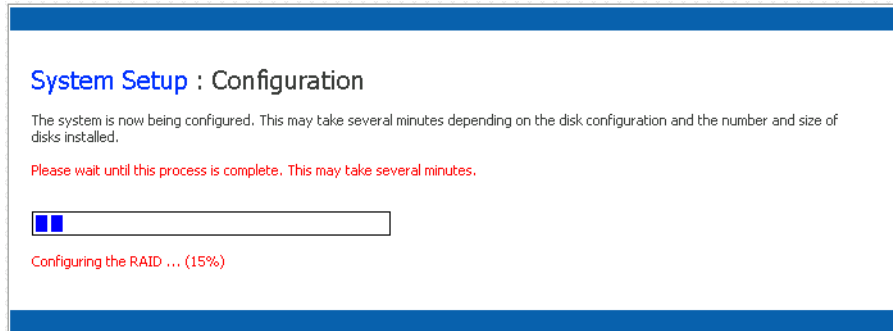 System Setup : Configuration
The system is now being configured. This may take several minutes depending on the disk configuration and the number and size of
disks installed.
Please wait until this process is complete. This may take several minutes.
Configuring the RAID ... (15%)